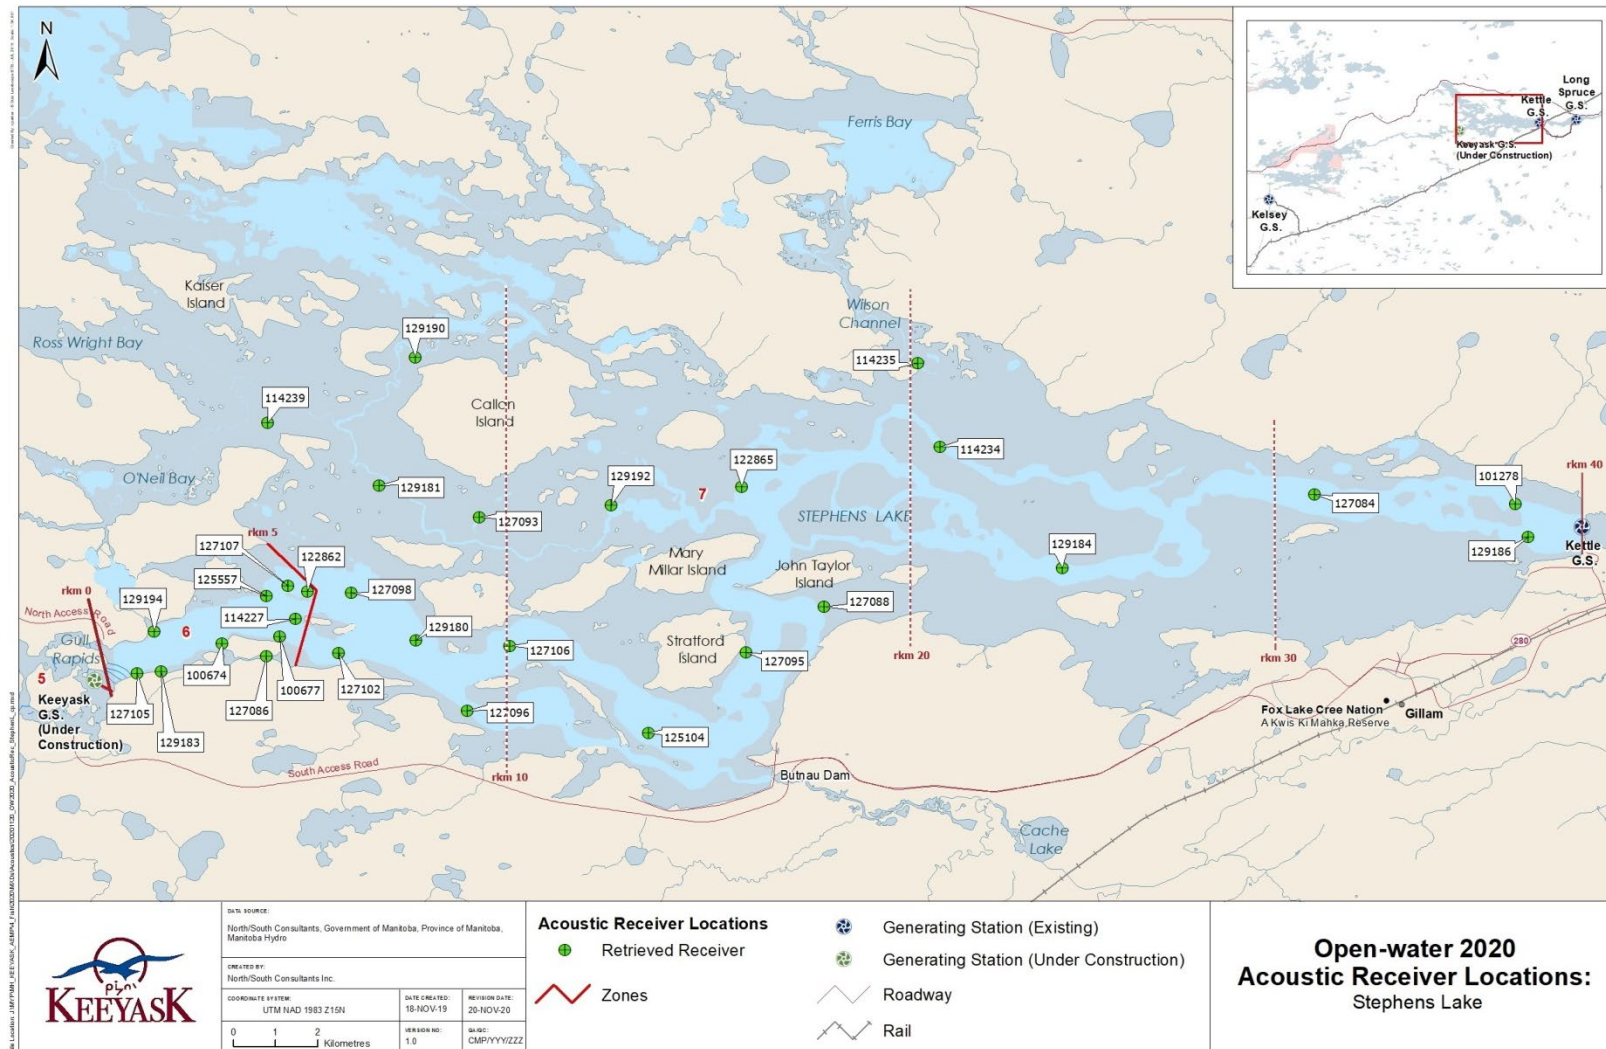 N
Ferris Bay
Long
Spruce
G.S.
Kettle
G.S.
Keeyask G.S.
(Under Construction)
Kelsey
G.S.
Kaiser
Island
Ross Wright Bay
129190
Wilson
Channel
114235
114239
Callan
Island
114234
O'Neil Bay
129181
129192
122865
7
127093
STEPHENS LAKE
127084
101278
rkm 40
Kettle
G.S.
129186
129184
rkm 5
127107
122862
125557
127098
Mary
Millar Island
John Taylor
Island
127088
rkm 0
North Access Road
129194
6
114227
129180
127106
Stratford
Island
127095
rkm 20
rkm 30
280
Gull
Rapids
5
Keeyask
G.S.
(Under
Construction)
100674
100677
127102
127105
127086
129183
127096
125104
Fox Lake Cree Nation
A Kwis Ki Mahka Reserve
Gillam
South Access Road
rkm 10
Butnau Dam
Cache
Lake
ᑭᔭᐢᐠ
KEEYASK
DATA SOURCE:
North/South Consultants, Government of Manitoba, Province of Manitoba,
Manitoba Hydro
CREATED BY:
North/South Consultants Inc.
COORDINATE SYSTEM:
UTM NAD 1983 Z15N
DATE CREATED:
18-NOV-19
REVISION DATE:
20-NOV-20
0 1 2
Kilometres
VERSION NO:
1.0
QA/QC:
CMP/YYY/ZZZ
Acoustic Receiver Locations
Retrieved Receiver
Zones
Generating Station (Existing)
Generating Station (Under Construction)
Roadway
Rail
Open-water 2020
Acoustic Receiver Locations:
Stephens Lake